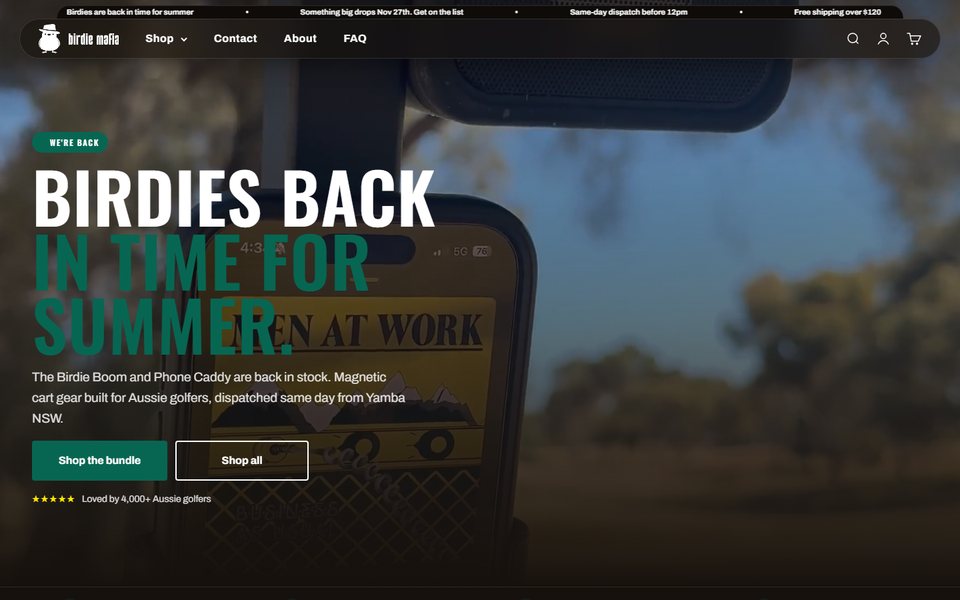 Birdies are back in time for summer • Something big drops Nov 27th. Get on the list • Same-day dispatch before 12pm • Free shipping over $120
birdie mafia Shop Contact About FAQ
WE'RE BACK
BIRDIES BACK
IN TIME FOR
SUMMER.
4:3
5G 76
MEN AT WORK
The Birdie Boom and Phone Caddy are back in stock. Magnetic
cart gear built for Aussie golfers, dispatched same day from Yamba
NSW.
Shop the bundle Shop all
★★★★★ Loved by 4,000+ Aussie golfers
BUSINESS